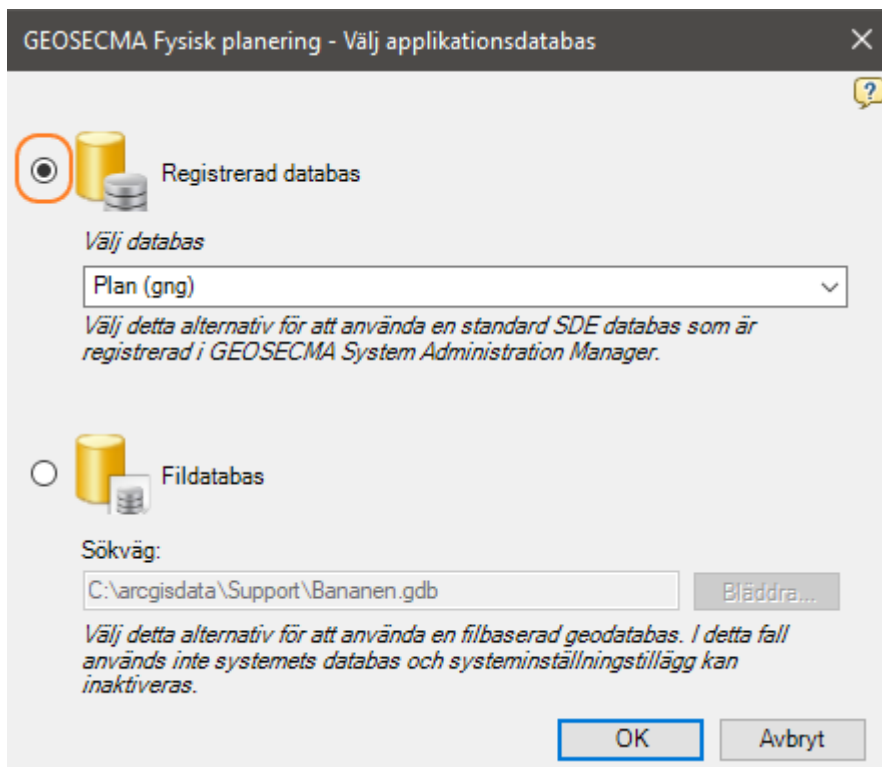 GEOSECMA Fysisk planering - Välj applikationsdatabas
?
Registrerad databas
Välj databas
Plan (gng)
Välj detta alternativ för att använda en standard SDE databas som är
registrerad i GEOSECMA System Administration Manager.
Fildatabas
Sökväg:
C:\arcgisdata\Support\Bananen.gdb
Bläddra...
Välj detta alternativ för att använda en filbaserad geodatabas. I detta fall
används inte systemets databas och systeminställningstillägg kan
inaktiveras.
OK
Avbryt